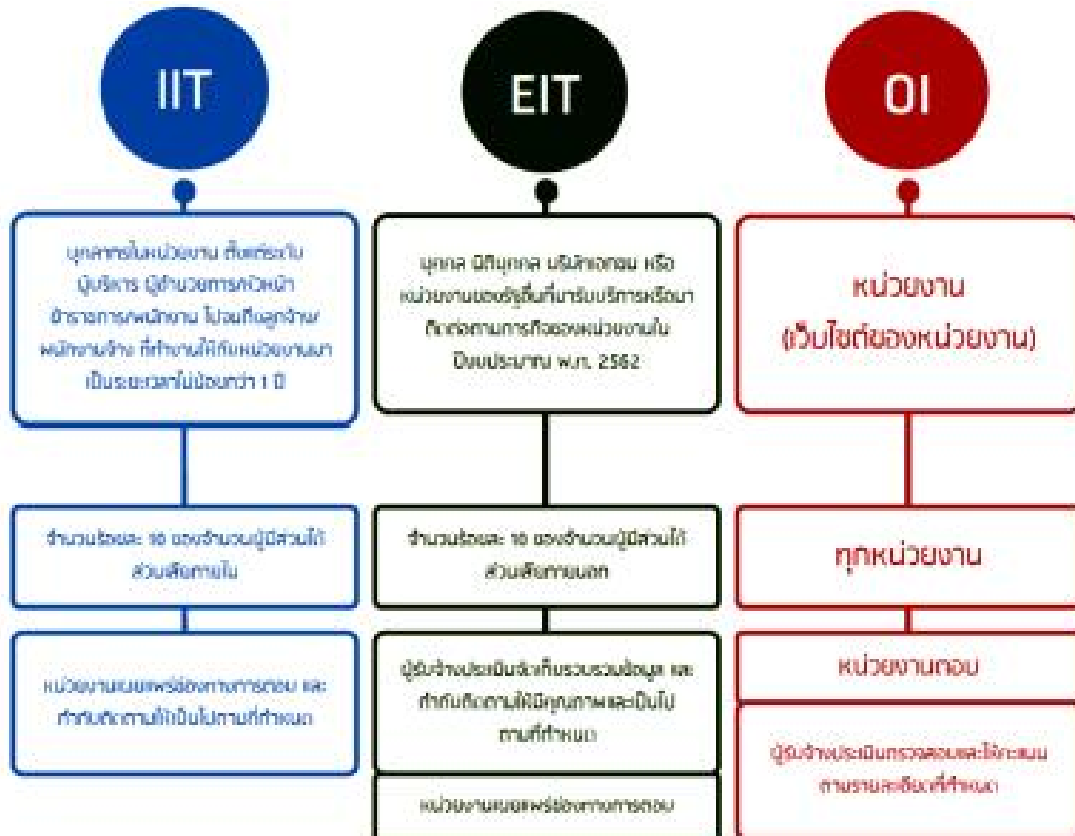 IIT
บุคลากรในหน่วยงาน ตั้งแต่ระดับ
ผู้บริหาร ผู้อำนวยการ/หัวหน้า
ข้าราชการ/พนักงาน ไปจนถึงลูกจ้าง/
พนักงานจ้าง ที่ทำงานให้กับหน่วยงานมา
เป็นระยะเวลาไม่น้อยกว่า 1 ปี
จำนวนร้อยละ 10 ของจำนวนผู้มีส่วนได้
ส่วนเสียภายใน
หน่วยงานเผยแพร่ช่องทางการตอบ และ
กำกับติดตามให้เป็นไปตามที่กำหนด
EIT
บุคคล นิติบุคคล บริษัทเอกชน หรือ
หน่วยงานของรัฐอื่นที่มารับบริการหรือมา
ติดต่อตามภารกิจของหน่วยงานใน
ปีงบประมาณ พ.ศ. 2562
จำนวนร้อยละ 10 ของจำนวนผู้มีส่วนได้
ส่วนเสียภายนอก
ผู้รับจ้างประเมินจัดเก็บรวบรวมข้อมูล และ
กำกับติดตามให้มีคุณภาพและเป็นไป
ตามที่กำหนด
หน่วยงานเผยแพร่ช่องทางการตอบ
OI
หน่วยงาน
(เว็บไซต์ของหน่วยงาน)
ทุกหน่วยงาน
หน่วยงานตอบ
ผู้รับจ้างประเมินตรวจสอบและให้คะแนน
ตามรายละเอียดที่กำหนด